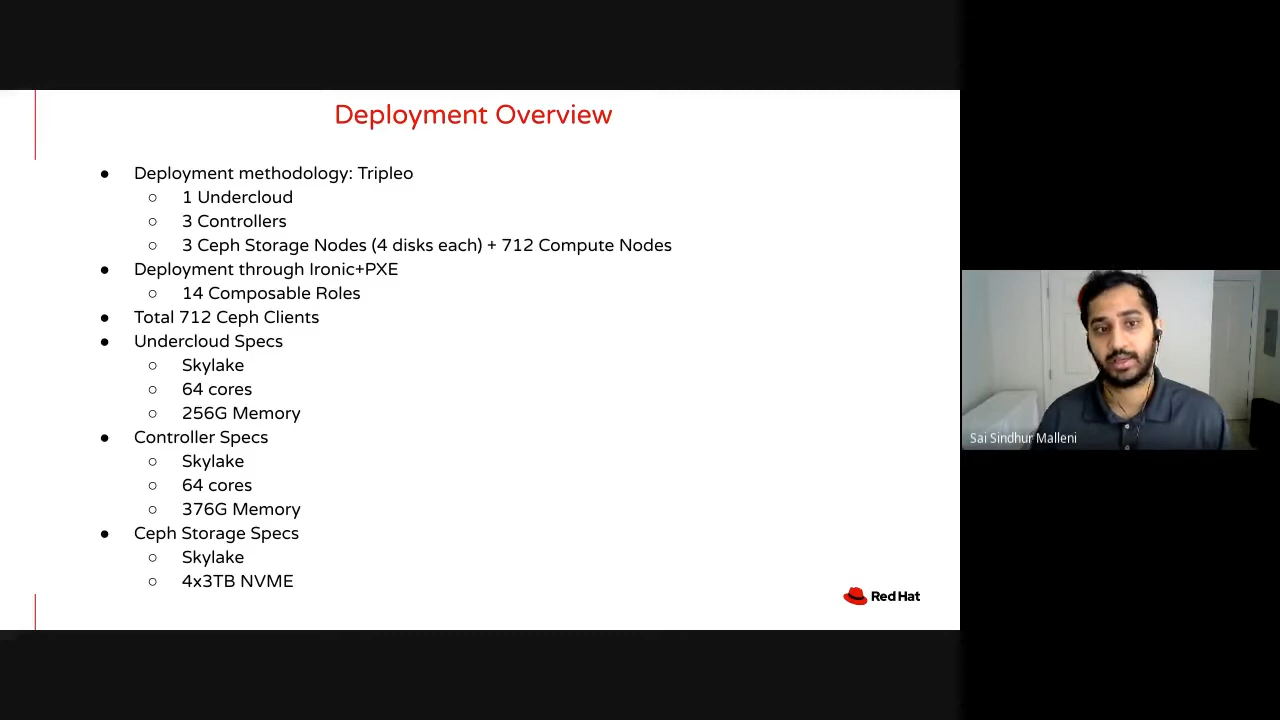 Deployment Overview
● Deployment methodology: Tripleo
○ 1 Undercloud
○ 3 Controllers
○ 3 Ceph Storage Nodes (4 disks each) + 712 Compute Nodes
● Deployment through Ironic+PXE
○ 14 Composable Roles
● Total 712 Ceph Clients
● Undercloud Specs
○ Skylake
○ 64 cores
○ 256G Memory
● Controller Specs
○ Skylake
○ 64 cores
○ 376G Memory
● Ceph Storage Specs
○ Skylake
○ 4x3TB NVME
Red Hat
Sai Sindhur Malleni